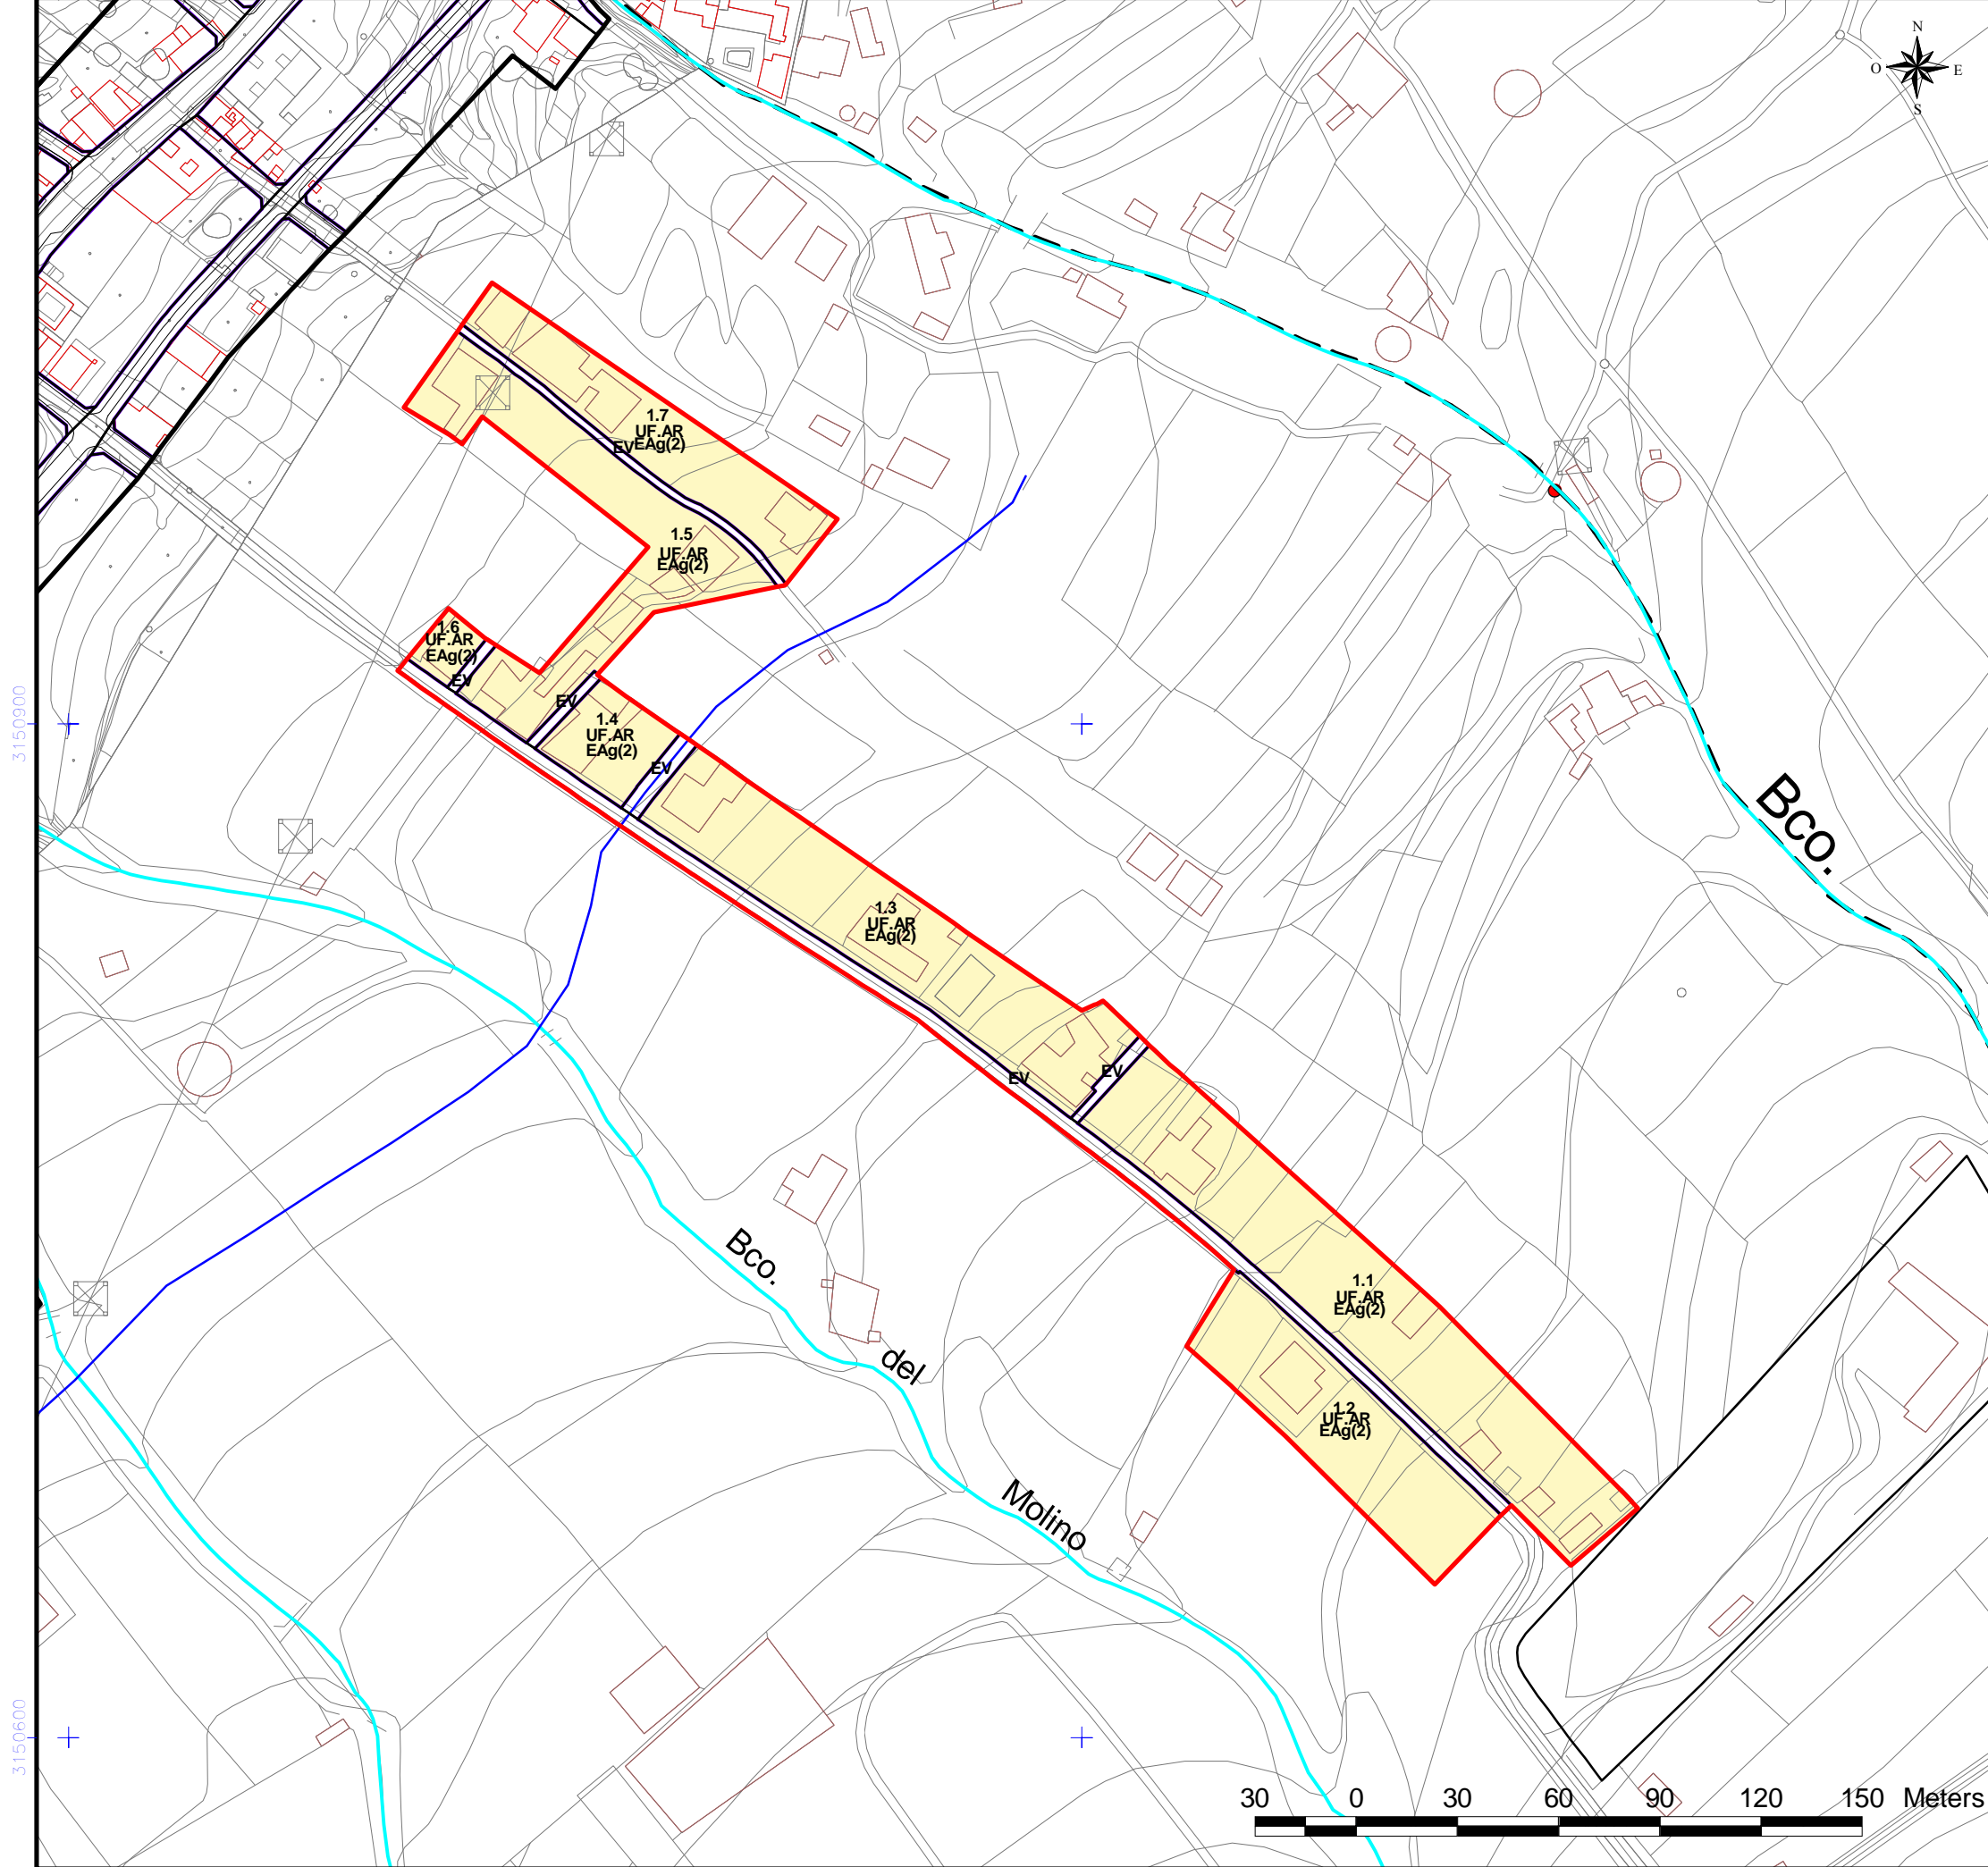 N
O E
S
1.7
UF.AR
EAg(2)
EV
1.5
UF.AR
EAg(2)
1.6
UF.AR
EAg(2)
EV
EV
1.4
UF.AR
EAg(2)
EV
3150900
Bco.
1.3
UF.AR
EAg(2)
EV
EV
Bco.
del
Molino
1.1
UF.AR
EAg(2)
1.2
UF.AR
EAg(2)
3150600
30 0 30 60 90 120 150 Meters